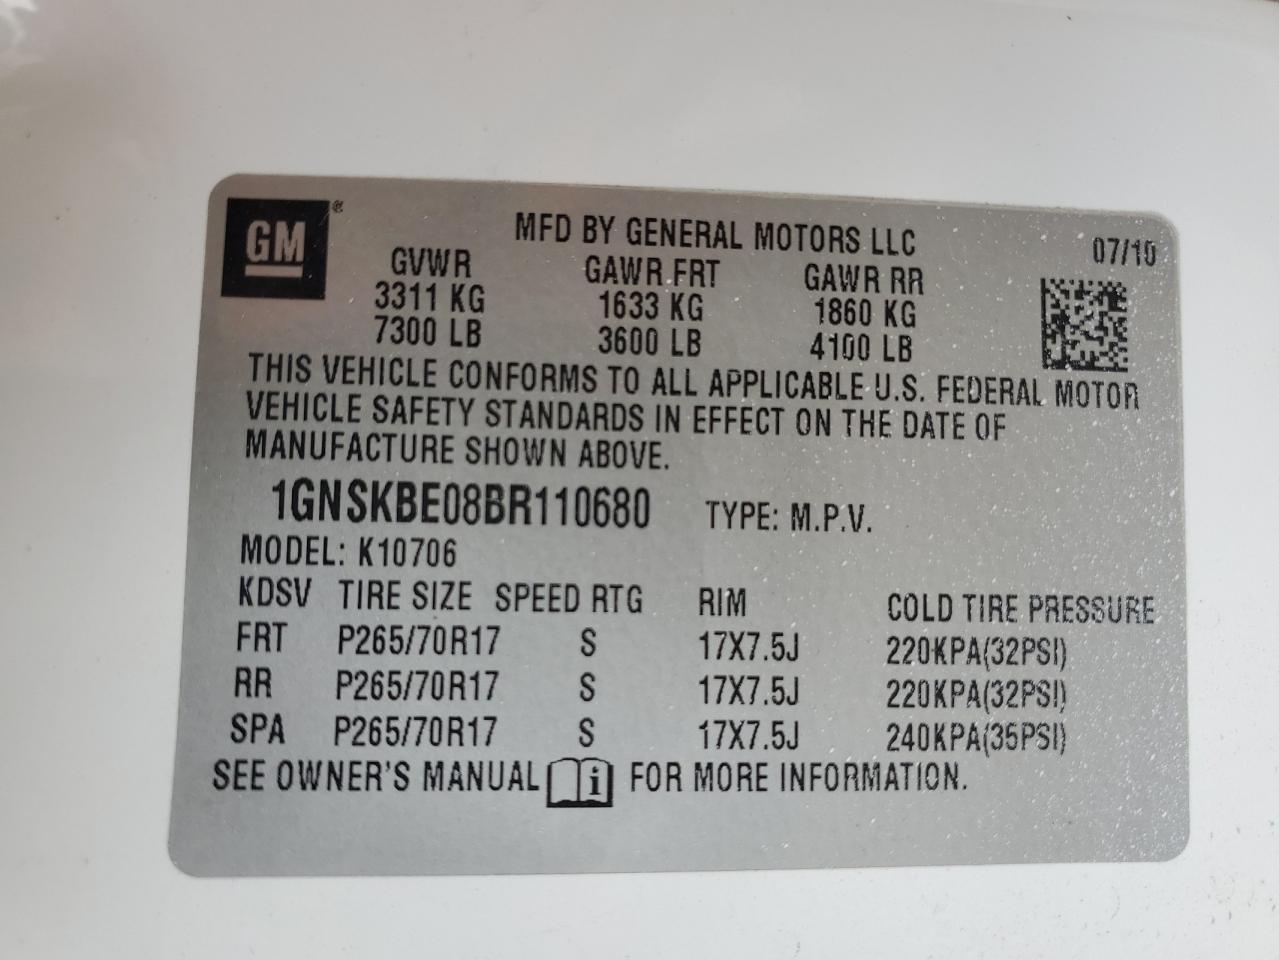 GM ®
MFD BY GENERAL MOTORS LLC 07/10
GVWR GAWR FRT GAWR RR
3311 KG 1633 KG 1860 KG
7300 LB 3600 LB 4100 LB
THIS VEHICLE CONFORMS TO ALL APPLICABLE U.S. FEDERAL MOTOR
VEHICLE SAFETY STANDARDS IN EFFECT ON THE DATE OF
MANUFACTURE SHOWN ABOVE.
1GNSKBE08BR110680 TYPE: M.P.V.
MODEL: K10706
KDSV TIRE SIZE SPEED RTG RIM COLD TIRE PRESSURE
FRT P265/70R17 S 17X7.5J 220KPA(32PSI)
RR P265/70R17 S 17X7.5J 220KPA(32PSI)
SPA P265/70R17 S 17X7.5J 240KPA(35PSI)
SEE OWNER'S MANUAL i FOR MORE INFORMATION.